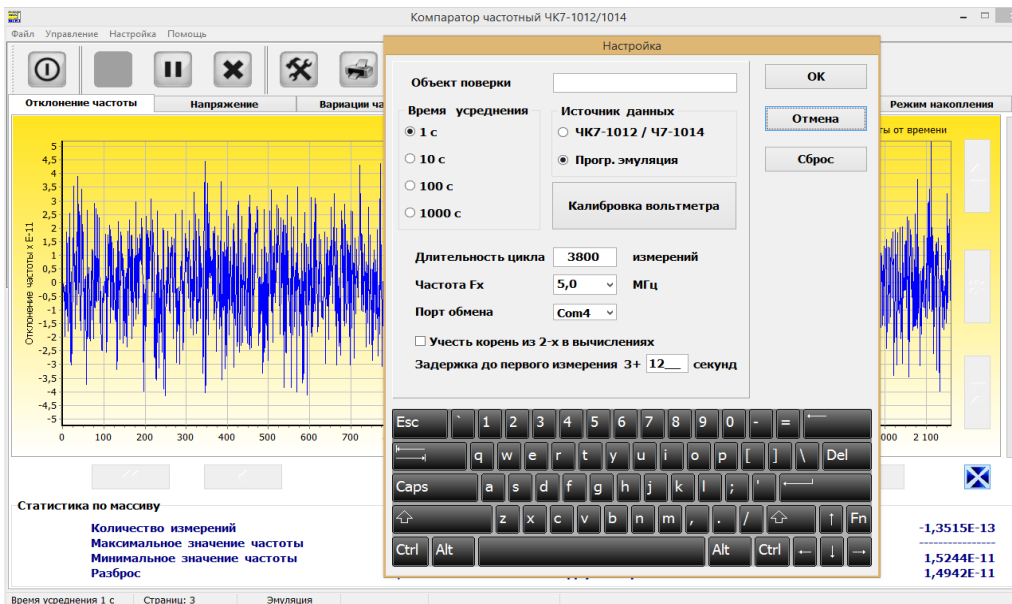 Компаратор частотный ЧК7-1012/1014
Файл Управление Настройка Помощь
Отклонение частоты
Напряжение
Вариации ча
Режим накопления
ты от времени
Отклонение частоты x E-11
5
4,5
4
3,5
3
2,5
2
1,5
1
0,5
0
-0,5
-1
-1,5
-2
-2,5
-3
-3,5
-4
-4,5
-5
0 100 200 300 400 500 600 700
000 2 100
Настройка
Объект поверки
Время усреднения
1 с
10 с
100 с
1000 с
Источник данных
ЧК7-1012 / Ч7-1014
Прогр. эмуляция
Калибровка вольтметра
OK
Отмена
Сброс
Длительность цикла 3800 измерений
Частота Fx 5,0 МГц
Порт обмена Com4
Учесть корень из 2-х в вычислениях
Задержка до первого измерения 3+ 12__ секунд
Esc ` 1 2 3 4 5 6 7 8 9 0 - =
q w e r t y u i o p [ ] \ Del
Caps a s d f g h j k l ; '
z x c v b n m , . / Fn
Ctrl Alt Alt Ctrl
Статистика по массиву
Количество измерений
Максимальное значение частоты
Минимальное значение частоты
Разброс
-1,3515E-13
--------------
1,5244E-11
1,4942E-11
Время усреднения 1 с Страниц: 3 Эмуляция